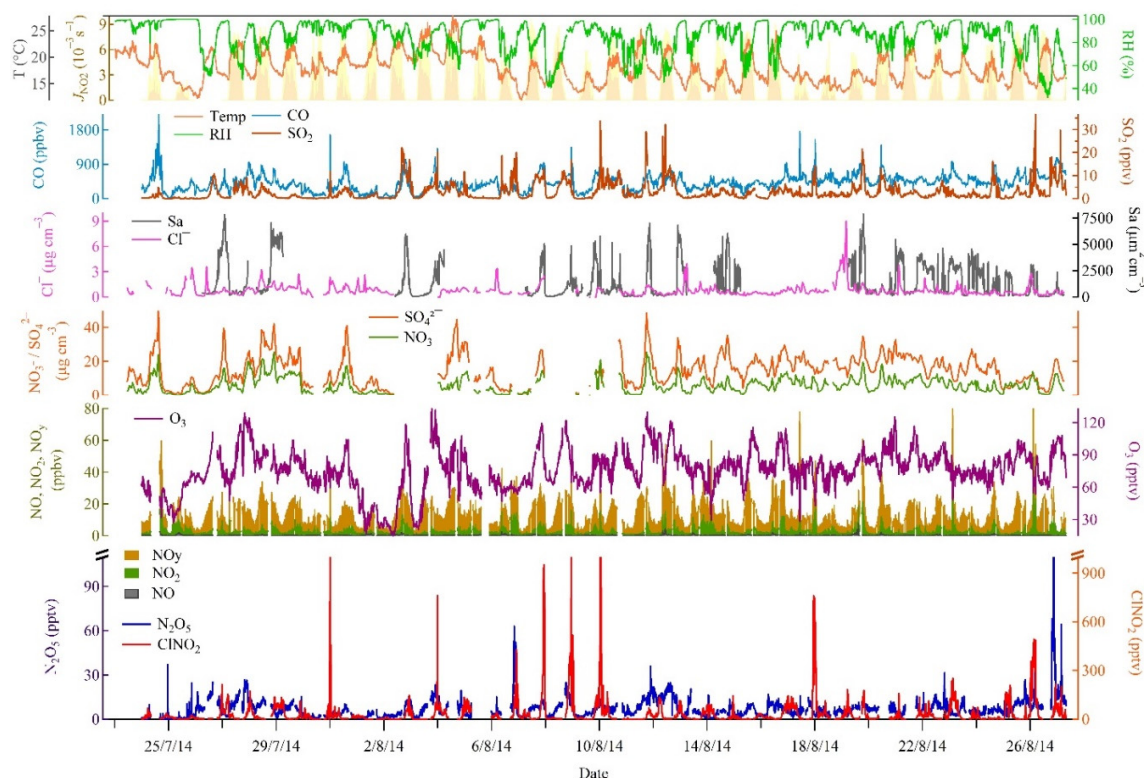 T (°C)
25
20
15
J_NO2 (10⁻³⁻¹ s )
9
6
3
0
RH (%)
100
80
60
40
Temp CO
RH SO₂
CO (ppbv)
1800
900
0
SO₂ (pptv)
30
20
10
0
Sa
Cl⁻
Cl⁻ (µg cm⁻³)
9
6
3
0
Sa (µm² cm⁻³)
7500
5000
2500
0
SO₄²⁻
NO₃
NO₃⁻ / SO₄²⁻
(µg cm⁻³)
40
20
0
O₃
NO, NO₂, NOy
(ppbv)
80
60
40
20
0
O₃ (pptv)
120
90
60
30
NOy
NO₂
NO
N₂O₅
ClNO₂
N₂O₅ (pptv)
90
60
30
0
ClNO₂ (pptv)
900
600
300
0
25/7/14 29/7/14 2/8/14 6/8/14 10/8/14 14/8/14 18/8/14 22/8/14 26/8/14
Date